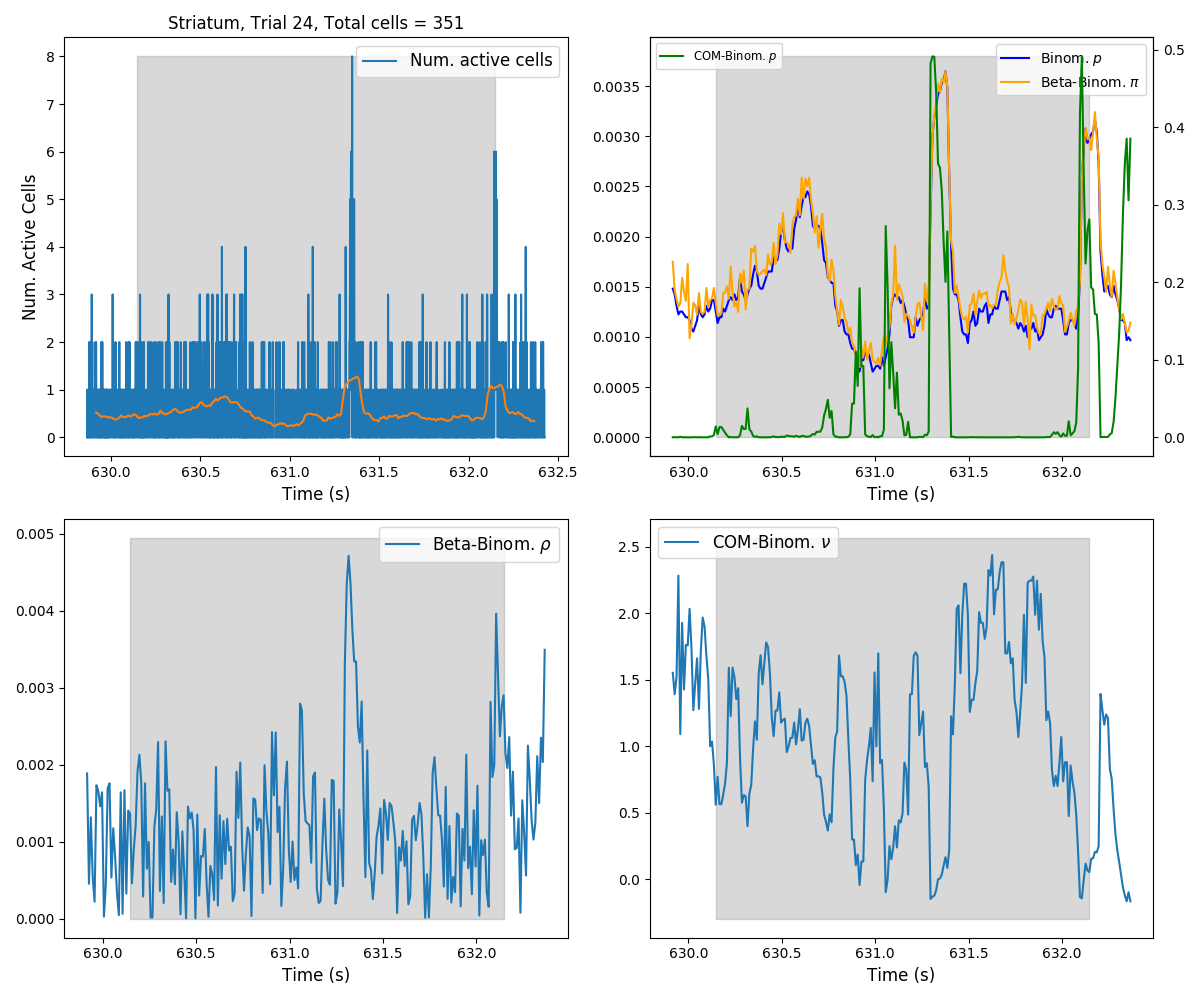 Striatum, Trial 24, Total cells = 351
Num. active cells
Num. Active Cells
8
7
6
5
4
3
2
1
0
630.0 630.5 631.0 631.5 632.0 632.5
Time (s)
COM-Binom. p
Binom. p
Beta-Binom. π
0.0035
0.0030
0.0025
0.0020
0.0015
0.0010
0.0005
0.0000
0.5
0.4
0.3
0.2
0.1
0.0
630.0 630.5 631.0 631.5 632.0
Time (s)
Beta-Binom. ρ
0.005
0.004
0.003
0.002
0.001
0.000
630.0 630.5 631.0 631.5 632.0
Time (s)
COM-Binom. ν
2.5
2.0
1.5
1.0
0.5
0.0
630.0 630.5 631.0 631.5 632.0
Time (s)